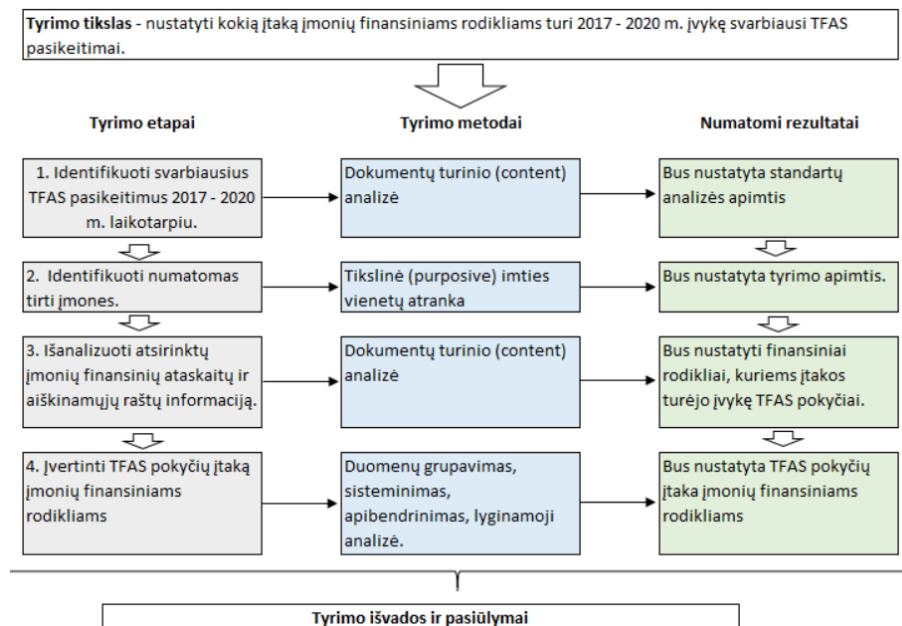 Tyrimo tikslas - nustatyti kokią įtaką įmonių finansiniams rodikliams turi 2017 - 2020 m. įvykę svarbiausi TFAS
pasikeitimai.
Tyrimo etapai
Tyrimo metodai
Numatomi rezultatai
1. Identifikuoti svarbiausius
TFAS pasikeitimus 2017 - 2020
m. laikotarpiu.
Dokumentų turinio (content)
analizė
Bus nustatyta standartų
analizės apimtis
2. Identifikuoti numatomas
tirti įmones.
Tikslinė (purposive) imties
vienetų atranka
Bus nustatyta tyrimo apimtis.
3. Išanalizuoti atsirinktų
įmonių finansinių ataskaitų ir
aiškinamųjų raštų informaciją.
Dokumentų turinio (content)
analizė
Bus nustatyti finansiniai
rodikliai, kuriems įtakos
turėjo įvykę TFAS pokyčiai.
4. Įvertinti TFAS pokyčių įtaką
įmonių finansiniams
rodikliams
Duomenų grupavimas,
sisteminimas,
apibendrinimas, lyginamoji
analizė.
Bus nustatyta TFAS pokyčių
įtaka įmonių finansiniams
rodikliams
Tyrimo išvados ir pasiūlymai